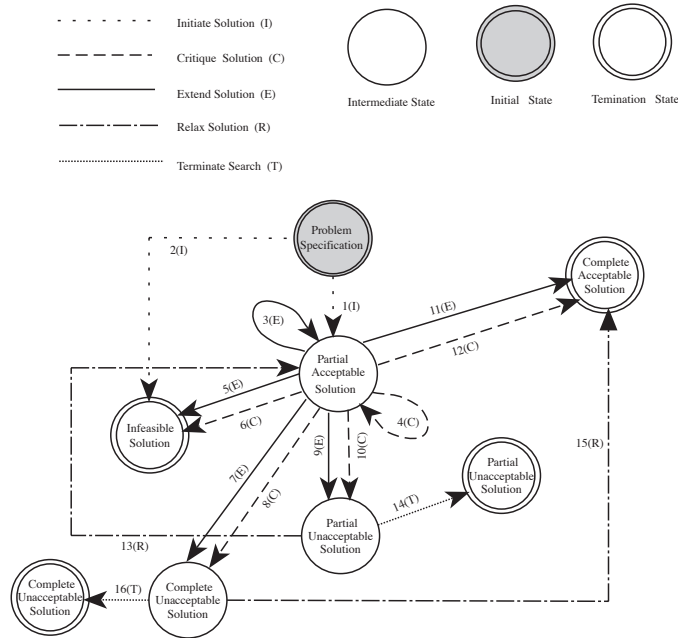 Initiate Solution (I)
Critique Solution (C)
Extend Solution (E)
Relax Solution (R)
Terminate Search (T)
Intermediate State
Initial State
Temination State
Problem
Specification
2(I)
1(I)
Complete
Acceptable
Solution
11(E)
12(C)
3(E)
Partial
Acceptable
Solution
5(E)
6(C)
4(C)
Infeasible
Solution
7(E)
8(C)
9(E)
10(C)
15(R)
Partial
Unacceptable
Solution
14(T)
Partial
Unacceptable
Solution
13(R)
Complete
Unacceptable
Solution
16(T)
Complete
Unacceptable
Solution